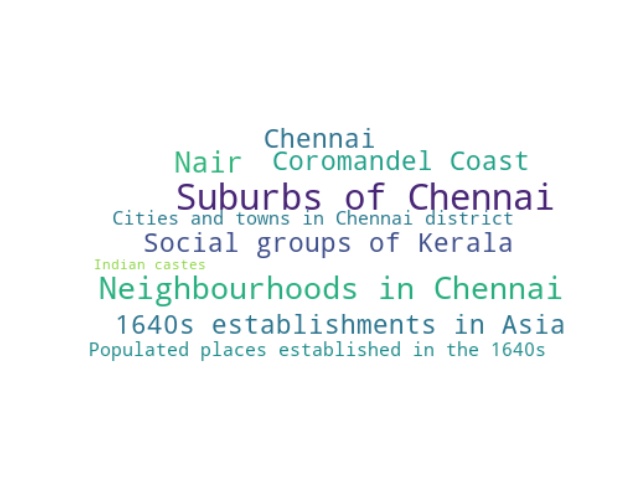 Chennai
Nair Coromandel Coast
Suburbs of Chennai
Cities and towns in Chennai district
Social groups of Kerala
Indian castes
Neighbourhoods in Chennai
1640s establishments in Asia
Populated places established in the 1640s